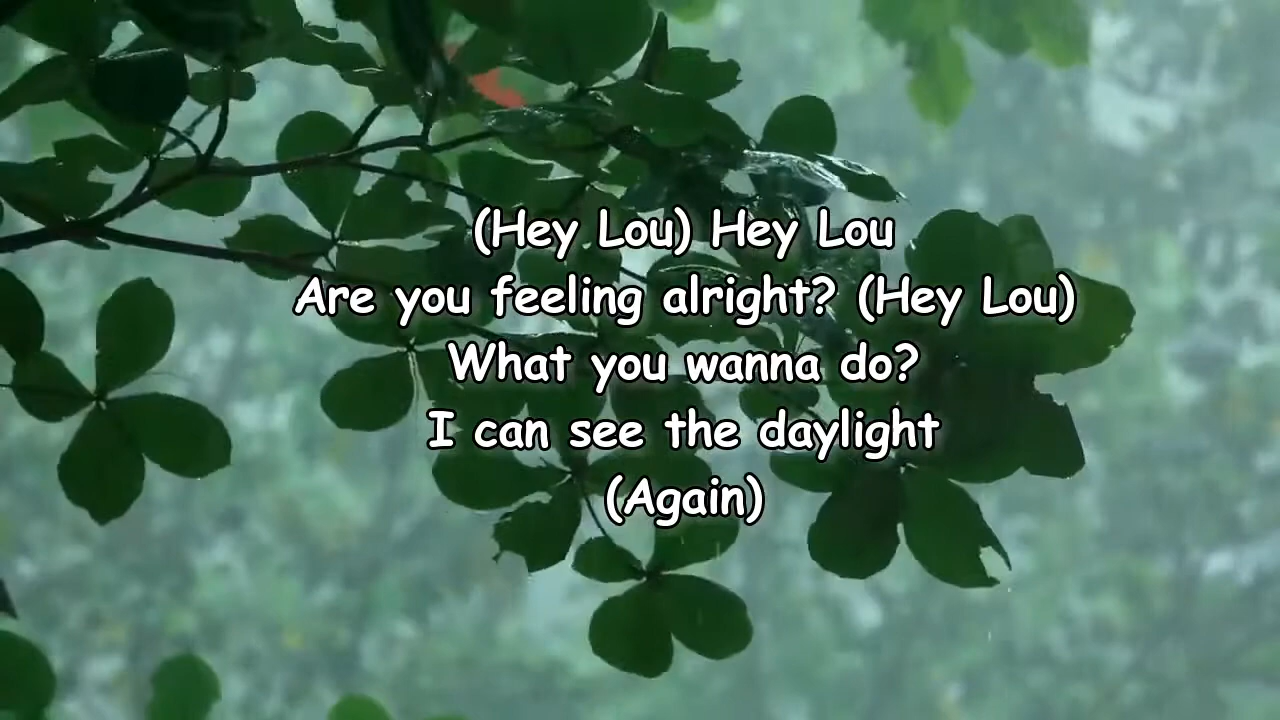 (Hey Lou) Hey Lou
Are you feeling alright? (Hey Lou)
What you wanna do?
I can see the daylight
(Again)